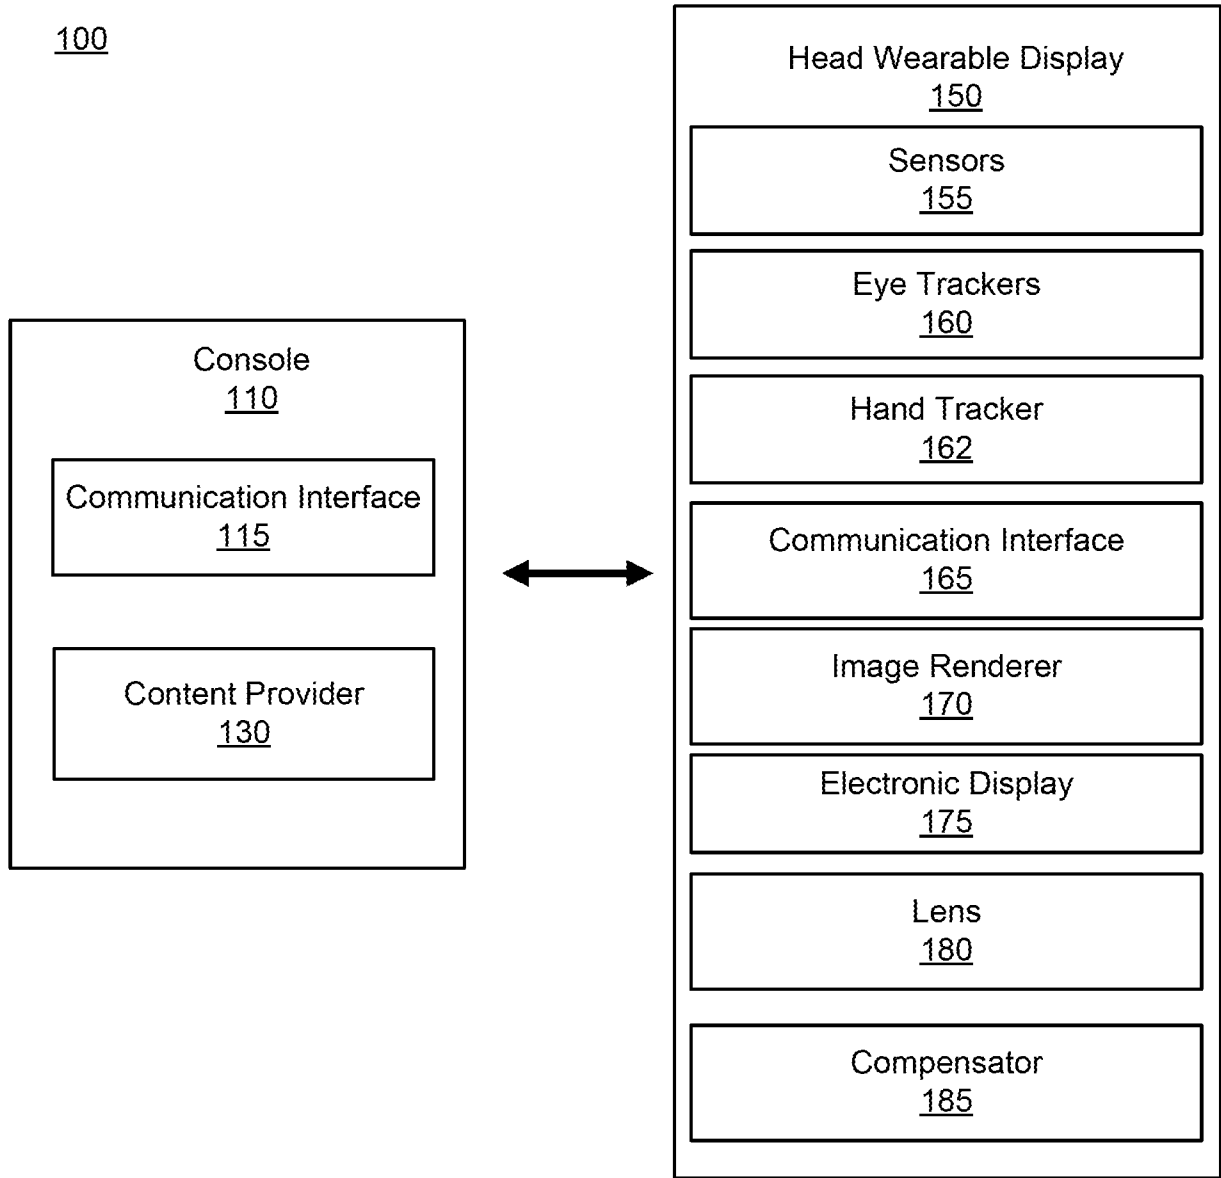 100
Console
110
Communication Interface
115
Content Provider
130
Head Wearable Display
150
Sensors
155
Eye Trackers
160
Hand Tracker
162
Communication Interface
165
Image Renderer
170
Electronic Display
175
Lens
180
Compensator
185